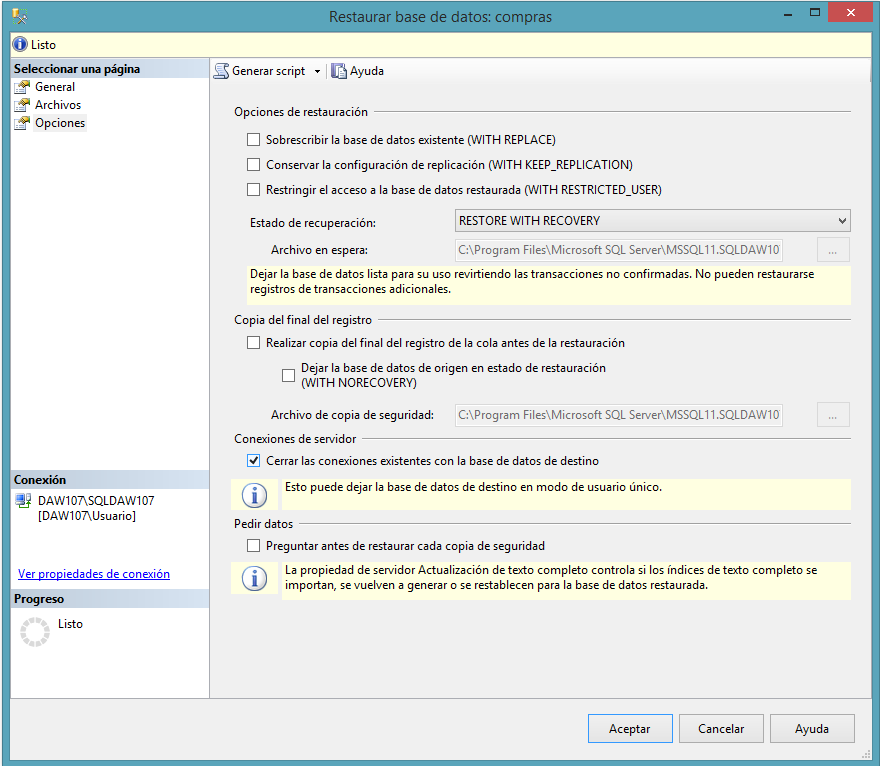 Restaurar base de datos: compras
Listo
Seleccionar una página
General
Archivos
Opciones
Generar script
Ayuda
Opciones de restauración
Sobrescribir la base de datos existente (WITH REPLACE)
Conservar la configuración de replicación (WITH KEEP_REPLICATION)
Restringir el acceso a la base de datos restaurada (WITH RESTRICTED_USER)
Estado de recuperación:
RESTORE WITH RECOVERY
Archivo en espera:
C:\Program Files\Microsoft SQL Server\MSSQL11.SQLDAW10
...
Dejar la base de datos lista para su uso revirtiendo las transacciones no confirmadas. No pueden restaurarse
registros de transacciones adicionales.
Copia del final del registro
Realizar copia del final del registro de la cola antes de la restauración
Dejar la base de datos de origen en estado de restauración
(WITH NORECOVERY)
Archivo de copia de seguridad:
C:\Program Files\Microsoft SQL Server\MSSQL11.SQLDAW10
...
Conexiones de servidor
Cerrar las conexiones existentes con la base de datos de destino
Esto puede dejar la base de datos de destino en modo de usuario único.
Pedir datos
Preguntar antes de restaurar cada copia de seguridad
La propiedad de servidor Actualización de texto completo controla si los índices de texto completo se
importan, se vuelven a generar o se restablecen para la base de datos restaurada.
Conexión
DAW107\SQLDAW107
[DAW107\Usuario]
Ver propiedades de conexión
Progreso
Listo
Aceptar
Cancelar
Ayuda